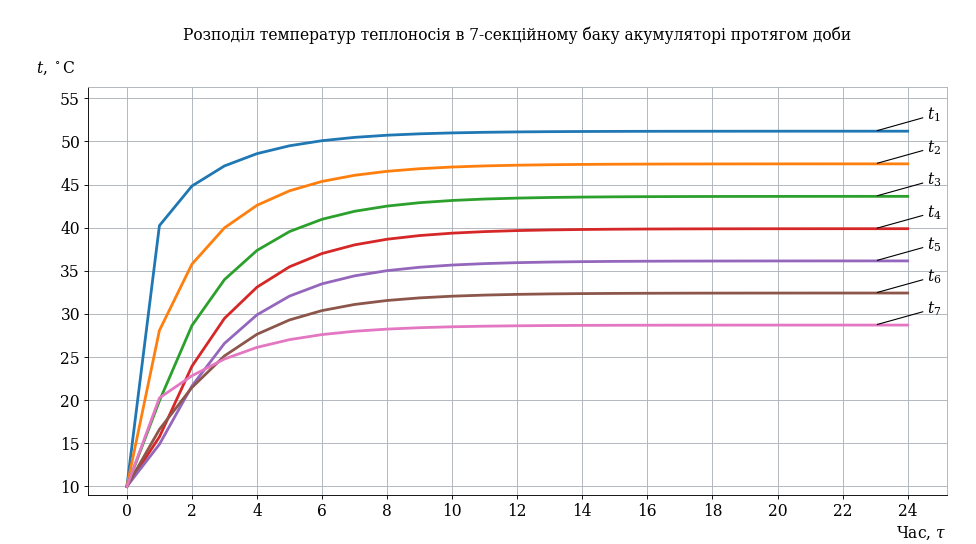 Розподіл температур теплоносія в 7-секційному баку акумуляторі протягом доби
t, °C
55
50
45
40
35
30
25
20
15
10
t₁
t₂
t₃
t₄
t₅
t₆
t₇
0 2 4 6 8 10 12 14 16 18 20 22 24
Час, τ